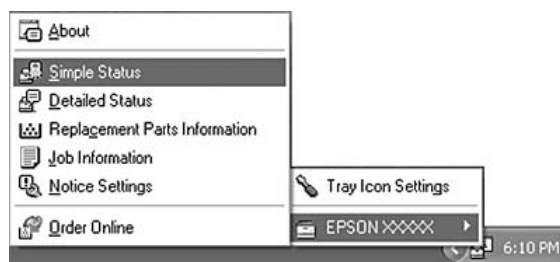 About
Simple Status
Detailed Status
Replacement Parts Information
Job Information
Notice Settings
Order Online
Tray Icon Settings
EPSON XXXXX
6:10 PM